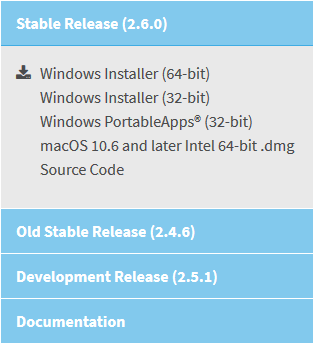 Stable Release (2.6.0)
Windows Installer (64-bit)
Windows Installer (32-bit)
Windows PortableApps® (32-bit)
macOS 10.6 and later Intel 64-bit .dmg
Source Code
Old Stable Release (2.4.6)
Development Release (2.5.1)
Documentation